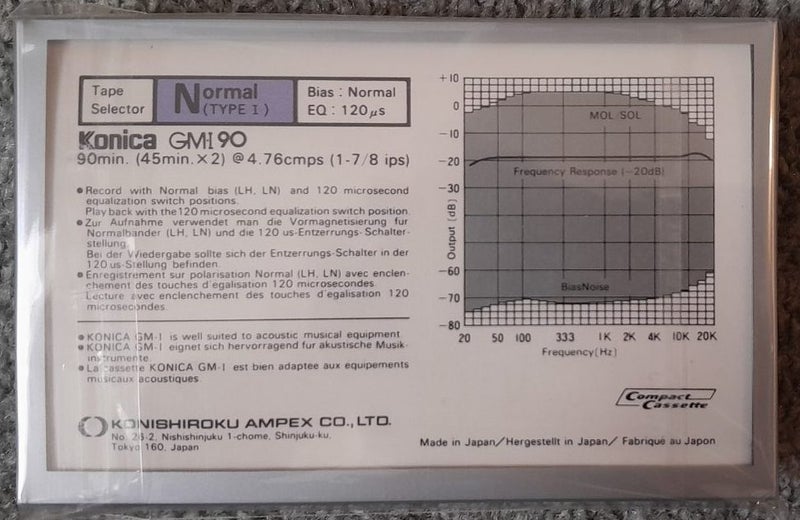 Tape
Selector
Normal
(TYPE I)
Bias : Normal
EQ : 120μs
Konica GM-I 90
90min. (45min.×2) @ 4.76cmps (1-7/8 ips)
●Record with Normal bias (LH, LN) and 120 microsecond
equalization switch positions.
Play back with the 120 microsecond equalization switch position.
●Zur Aufnahme verwendet man die Vormagnetisierung fur
Normalbander (LH, LN) und die 120 us-Entzerrungs-Schalter-
stellung.
Bei der Wiedergabe sollte sich der Entzerrungs-Schalter in der
120 us-Stellung befinden.
●Enregistrement sur polarisation Normal (LH, LN) avec enclen-
chement des touches d'egalisation 120 microsecondes.
Lecture avec enclenchement des touches d'egalisation 120
microsecondes.
●KONICA GM-I is well suited to acoustic musical equipment.
●KONICA GM-I eignet sich hervorragend fur akustische Musik-
instrumente.
●La cassette KONICA GM-I est bien adaptee aux equipements
musicaux acoustiques.
KONISHIROKU AMPEX CO., LTD.
No. 26-2, Nishishinjuku 1-chome, Shinjuku-ku,
Tokyo 160, Japan
+10
0
-10
-20
-30
-60
-70
-80
Output (dB)
MOL SOL
Frequency Response (-20dB)
BiasNoise
20 50 100 333 1K 2K 4K 10K 20K
Frequency(Hz)
Compact
Cassette
Made in Japan/Hergestellt in Japan/ Fabrique au Japon